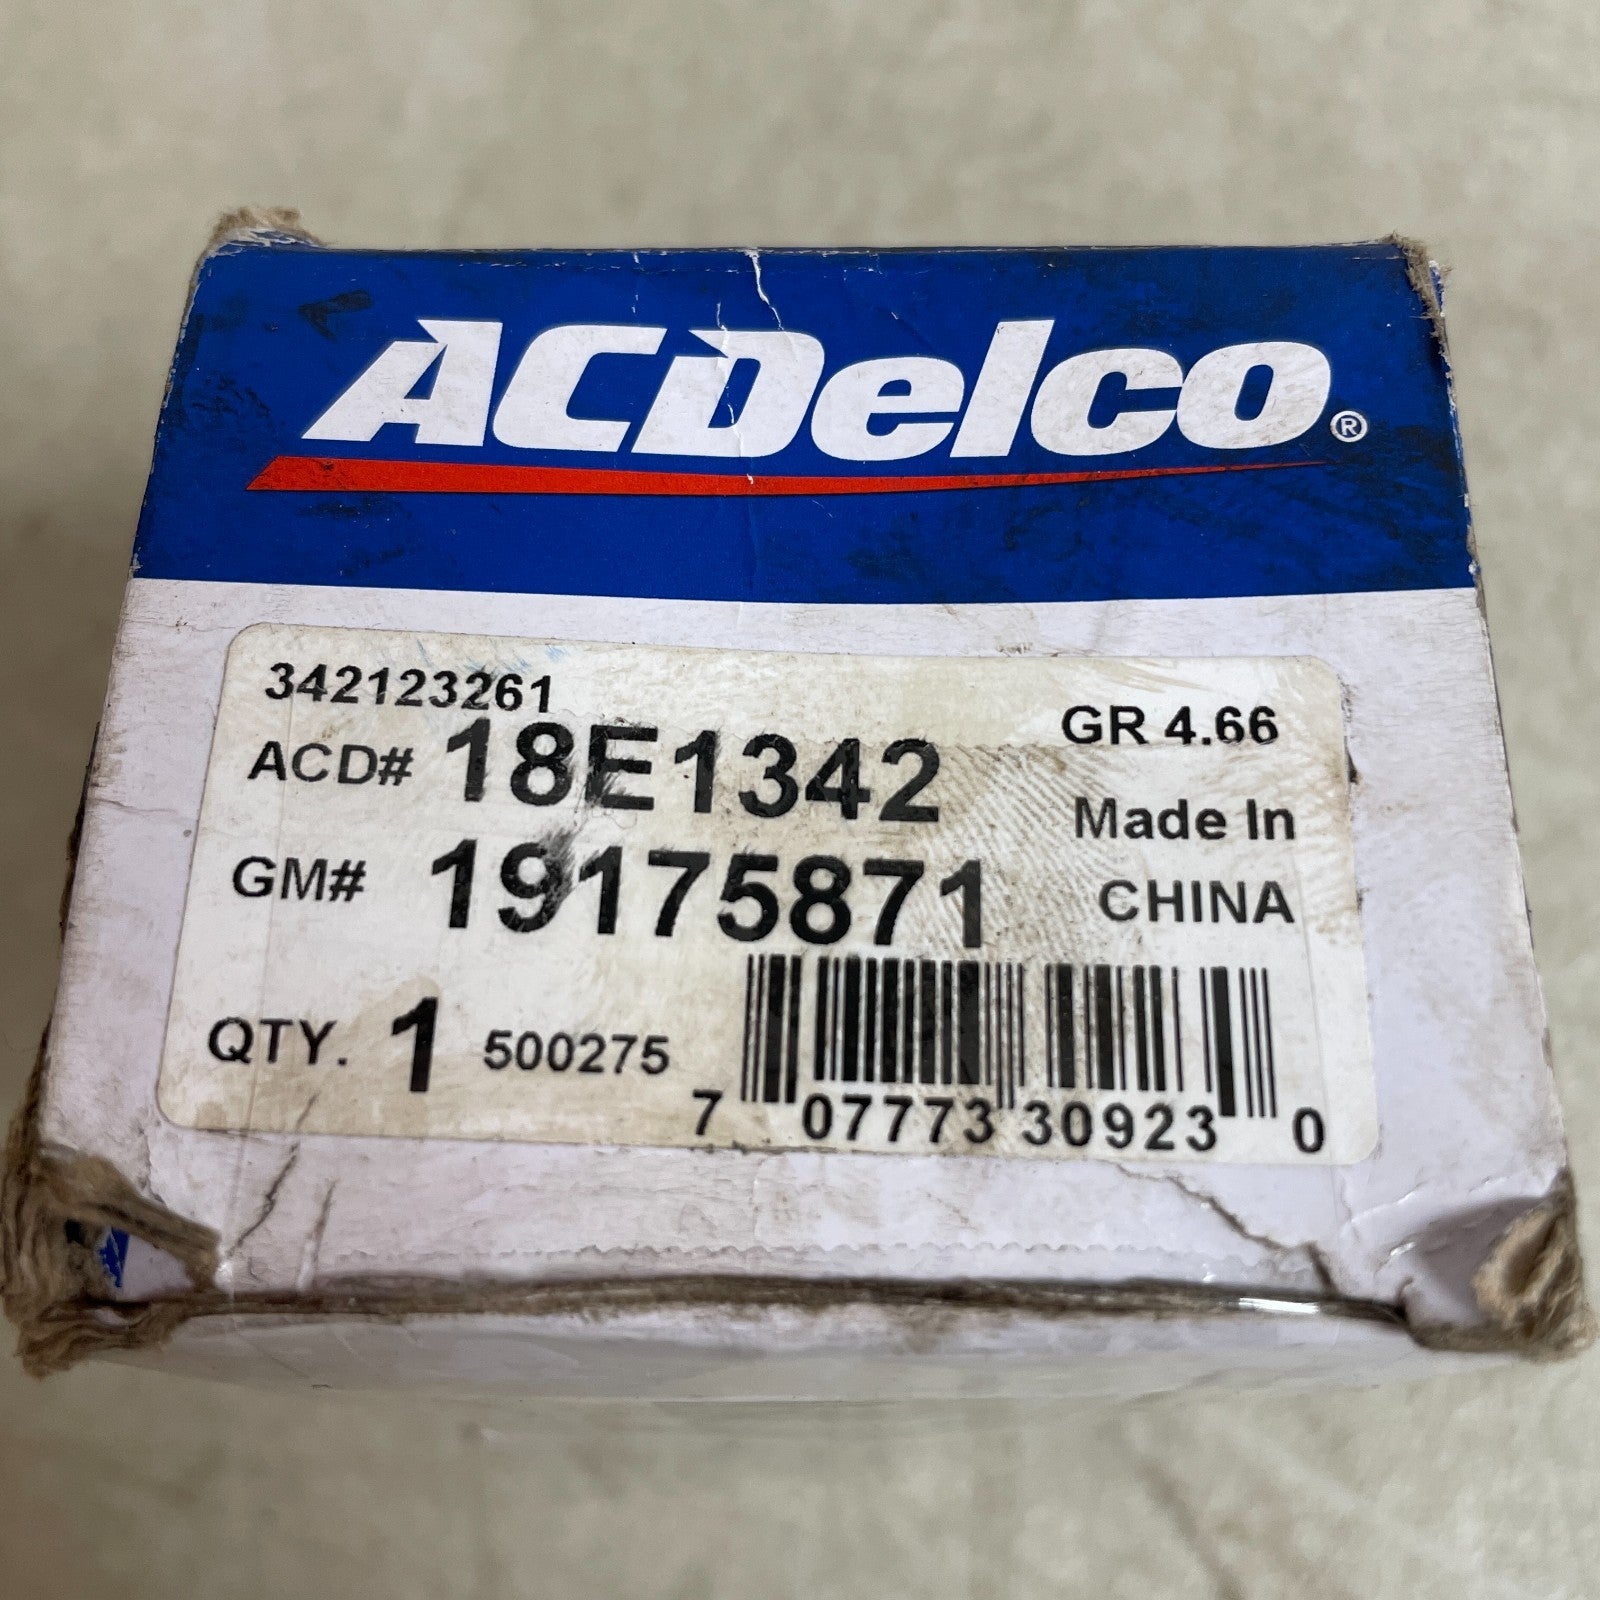 ACDelco®
342123261
ACD# 18E1342
GR 4.66
GM# 19175871
Made In
CHINA
QTY. 1 500275
7 07773 30923 0